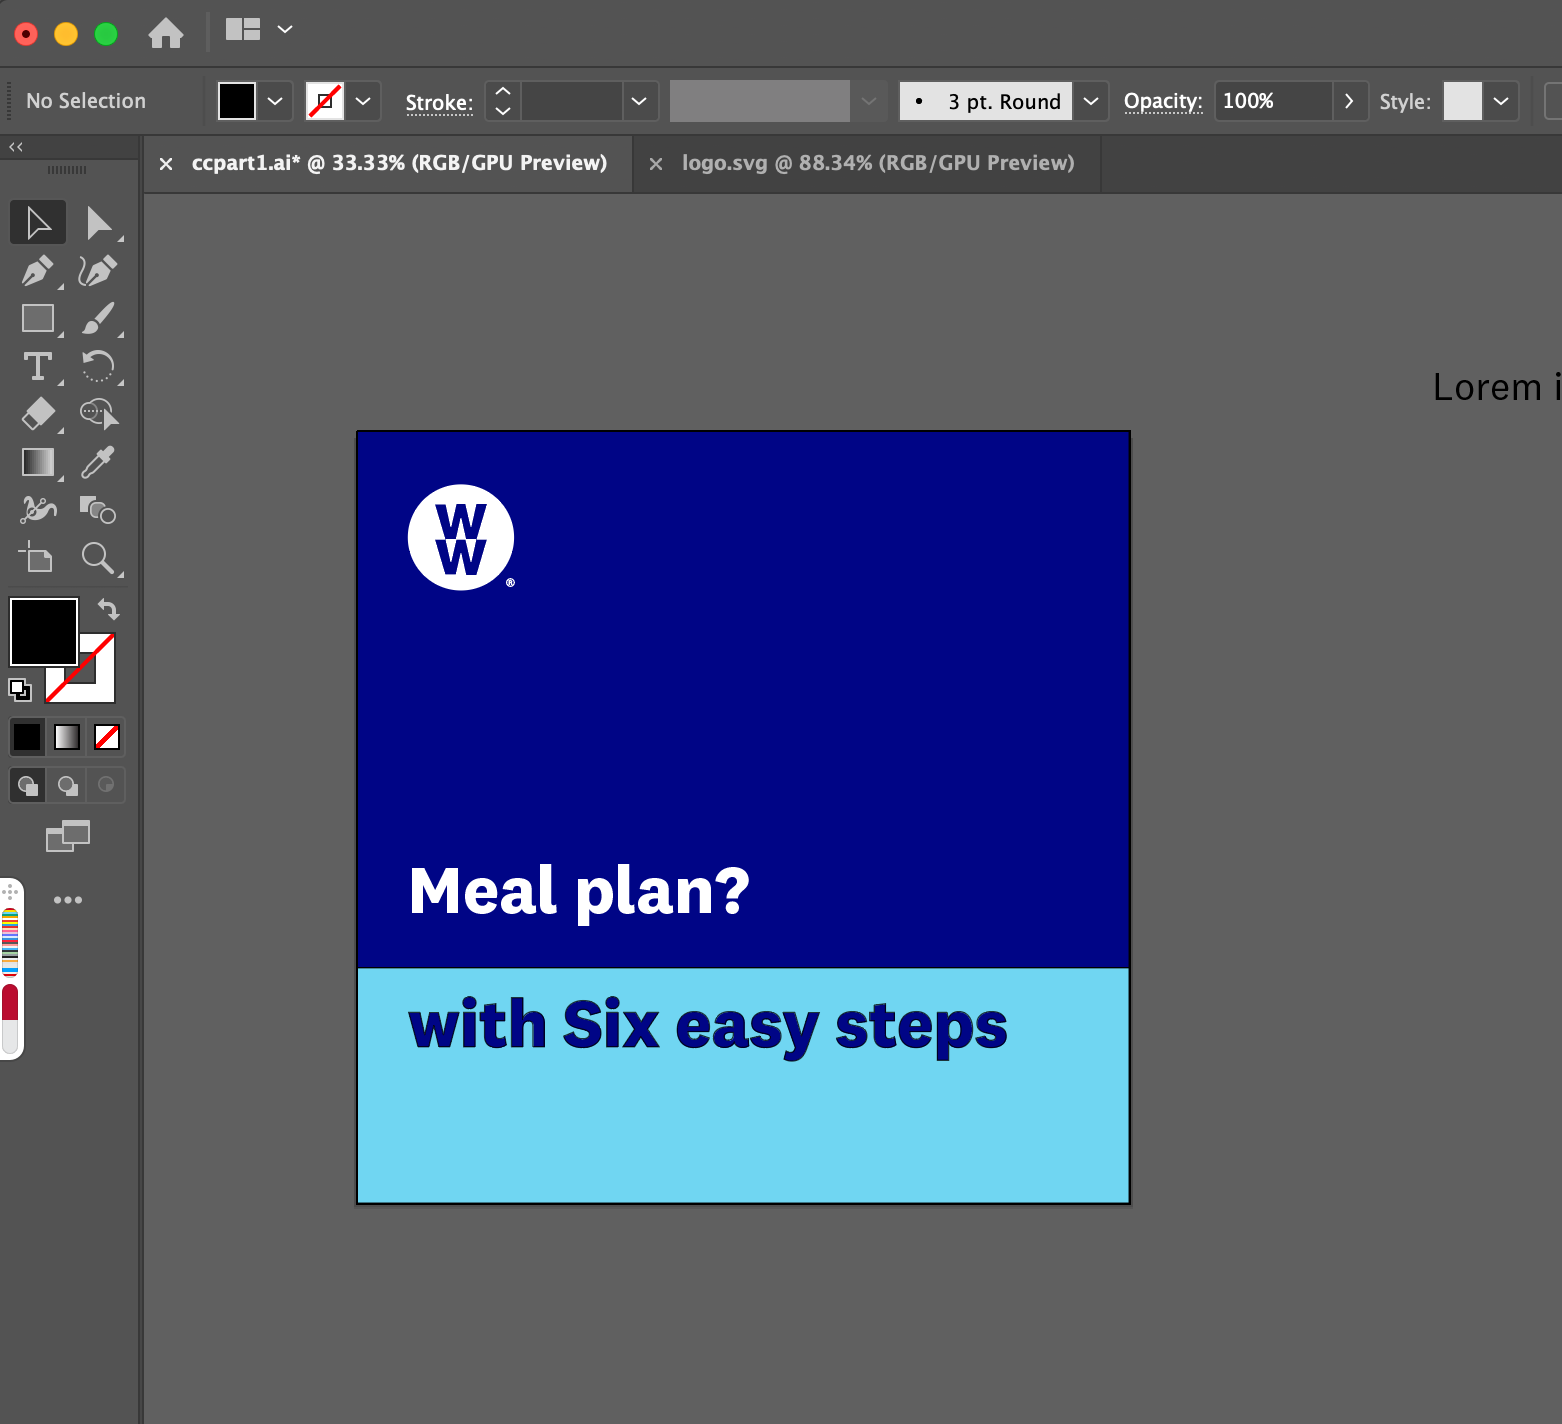 No Selection
Stroke:
3 pt. Round
Opacity:
100%
Style:
ccpart1.ai* @ 33.33% (RGB/GPU Preview)
logo.svg @ 88.34% (RGB/GPU Preview)
T
Lorem i
W
W
®
Meal plan?
with Six easy steps